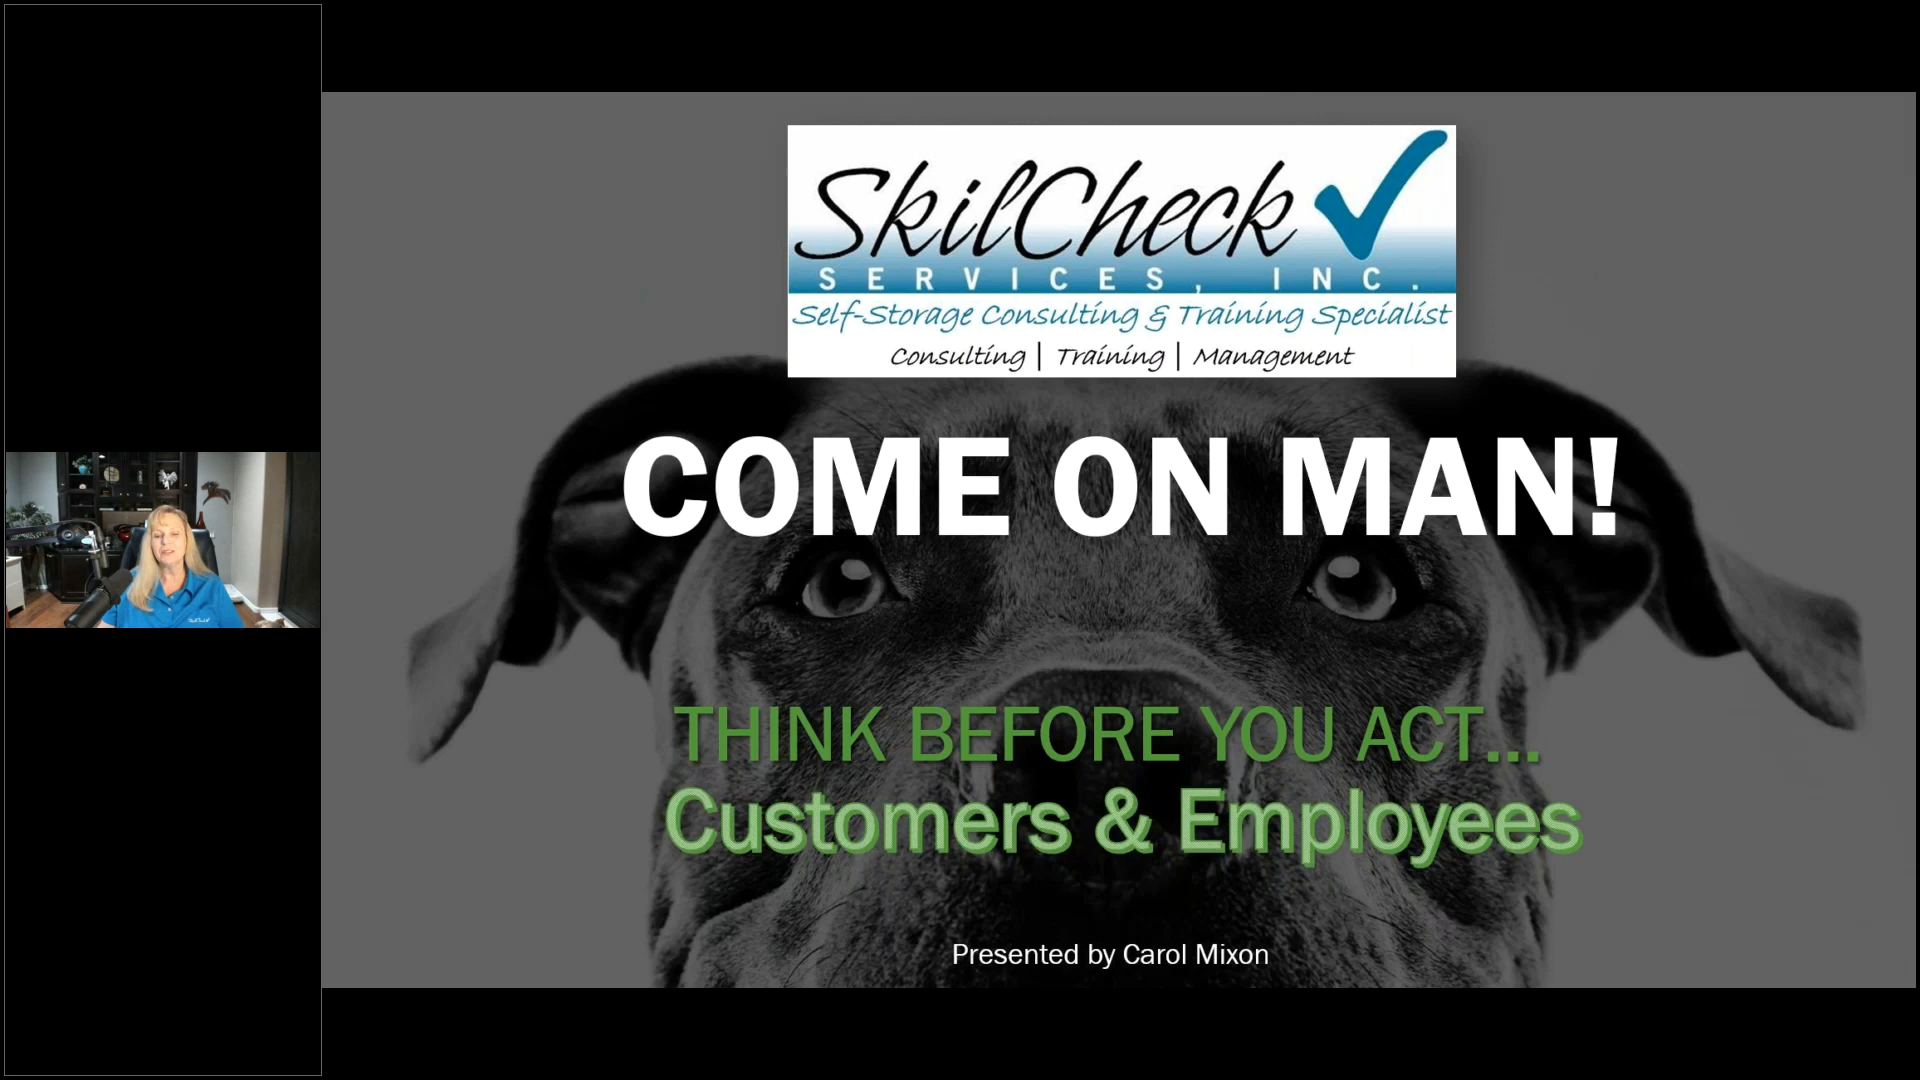 SkilCheck
SERVICES, INC.
Self-Storage Consulting & Training Specialist
Consulting | Training | Management
COME ON MAN!
THINK BEFORE YOU ACT...
Customers & Employees
Presented by Carol Mixon